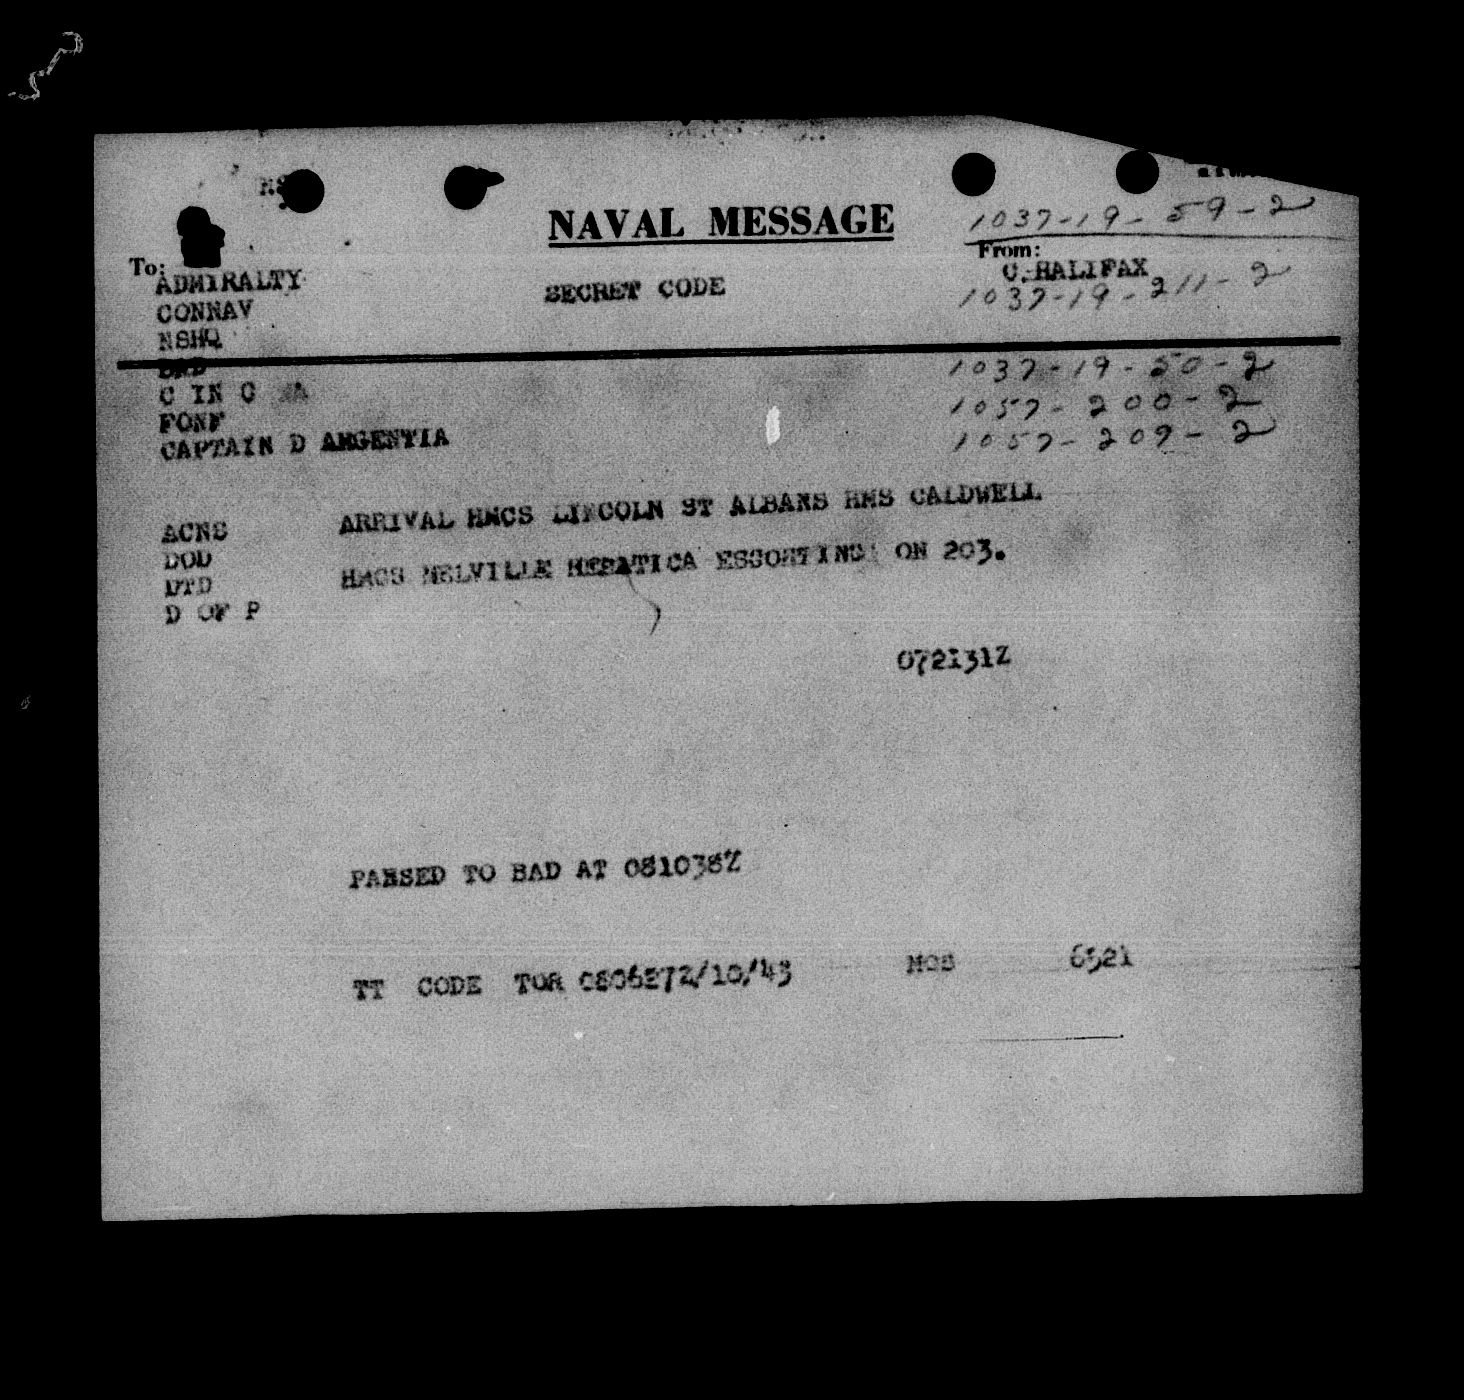 NAVAL MESSAGE
1037-19-59-2
To:
From:
ADMIRALTY
SECRET CODE
C.HALIFAX
CONNAV
1037-19-211-2
NSHQ
1037-19-50-2
C IN C
1057-200-2
FONF
1057-209-2
CAPTAIN D ARGENTIA
ACNS ARRIVAL HMCS LINCOLN ST ALBANS HMS CALDWELL
DOD
HMCS MELVILLE HEPATICA ESCORTING ON 203.
DTD
D OF P
072131Z
PASSED TO BAD AT 081038Z
TT CODE TOR 080627Z/10/43 6521